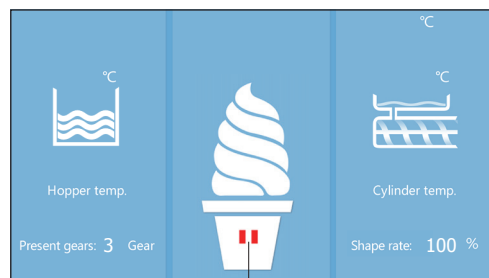 ℃
℃
℃
Hopper temp.
Cylinder temp.
Present gears: 3 Gear
Shape rate: 100 %